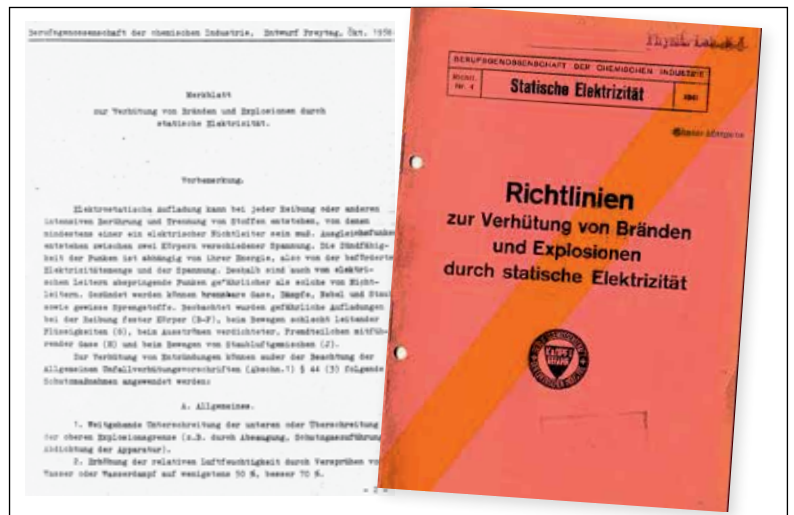 Berufsgenossenschaft der chemischen Industrie. Entwurf Freytag, Okt. 195
Merkblatt
zur Verhütung von Bränden und Explosionen durch
statische Elektrizität.
Vorbemerkung.
Elektrostatische Aufladung kann bei jeder Reibung oder anderen
intensiven Berührung und Trennung von Stoffen entstehen, von denen
mindestens einer ein elektrischer Nichtleiter sein muß. Ausgleichsfunken
entstehen zwischen zwei Körpern verschiedener Spannung. Die Zündfähig-
keit der Funken ist abhängig von ihrer Energie, also von der beförderte
Elektrizitätsmenge und der Spannung. Deshalb sind auch von elektri-
schen Leitern abspringende Funken gefährlicher als solche von Nicht-
leitern. Gezündet werden können brennbare Gase, Dämpfe, Nebel und Stau
sowie gewisse Sprengstoffe. Beobachtet wurden gefährliche Aufladungen
bei der Reibung fester Körper (B-F), beim Bewegen schlecht leitender
Flüssigkeiten (G), beim Ausströmen verdichteter, Fremdteilchen mitfüh-
render Gase (H) und beim Bewegen von Staubluftgemischen (J).
Zur Verhütung von Entzündungen können außer der Beachtung der
Allgemeinen Unfallverhütungsvorschriften (Abschn.1) § 44 (3) folgende
Schutzmaßnahmen angewendet werden:
A. Allgemeines.
1. Weitgehende Unterschreitung der unteren oder Überschreitung
der oberen Explosionsgrenze (z.B. durch Absaugung, Schutzgaszuführung
Abdichtung der Apparatur).
2. Erhöhung der relativen Luftfeuchtigkeit durch Versprühen vo
Wasser oder Wasserdampf auf wenigstens 50 %, besser 70 %.
- 2 -
BERUFSGENOSSENSCHAFT DER CHEMISCHEN INDUSTRIE
Nr. 4
Statische Elektrizität
Richtlinien
zur Verhütung von Bränden
und Explosionen
durch statische Elektrizität